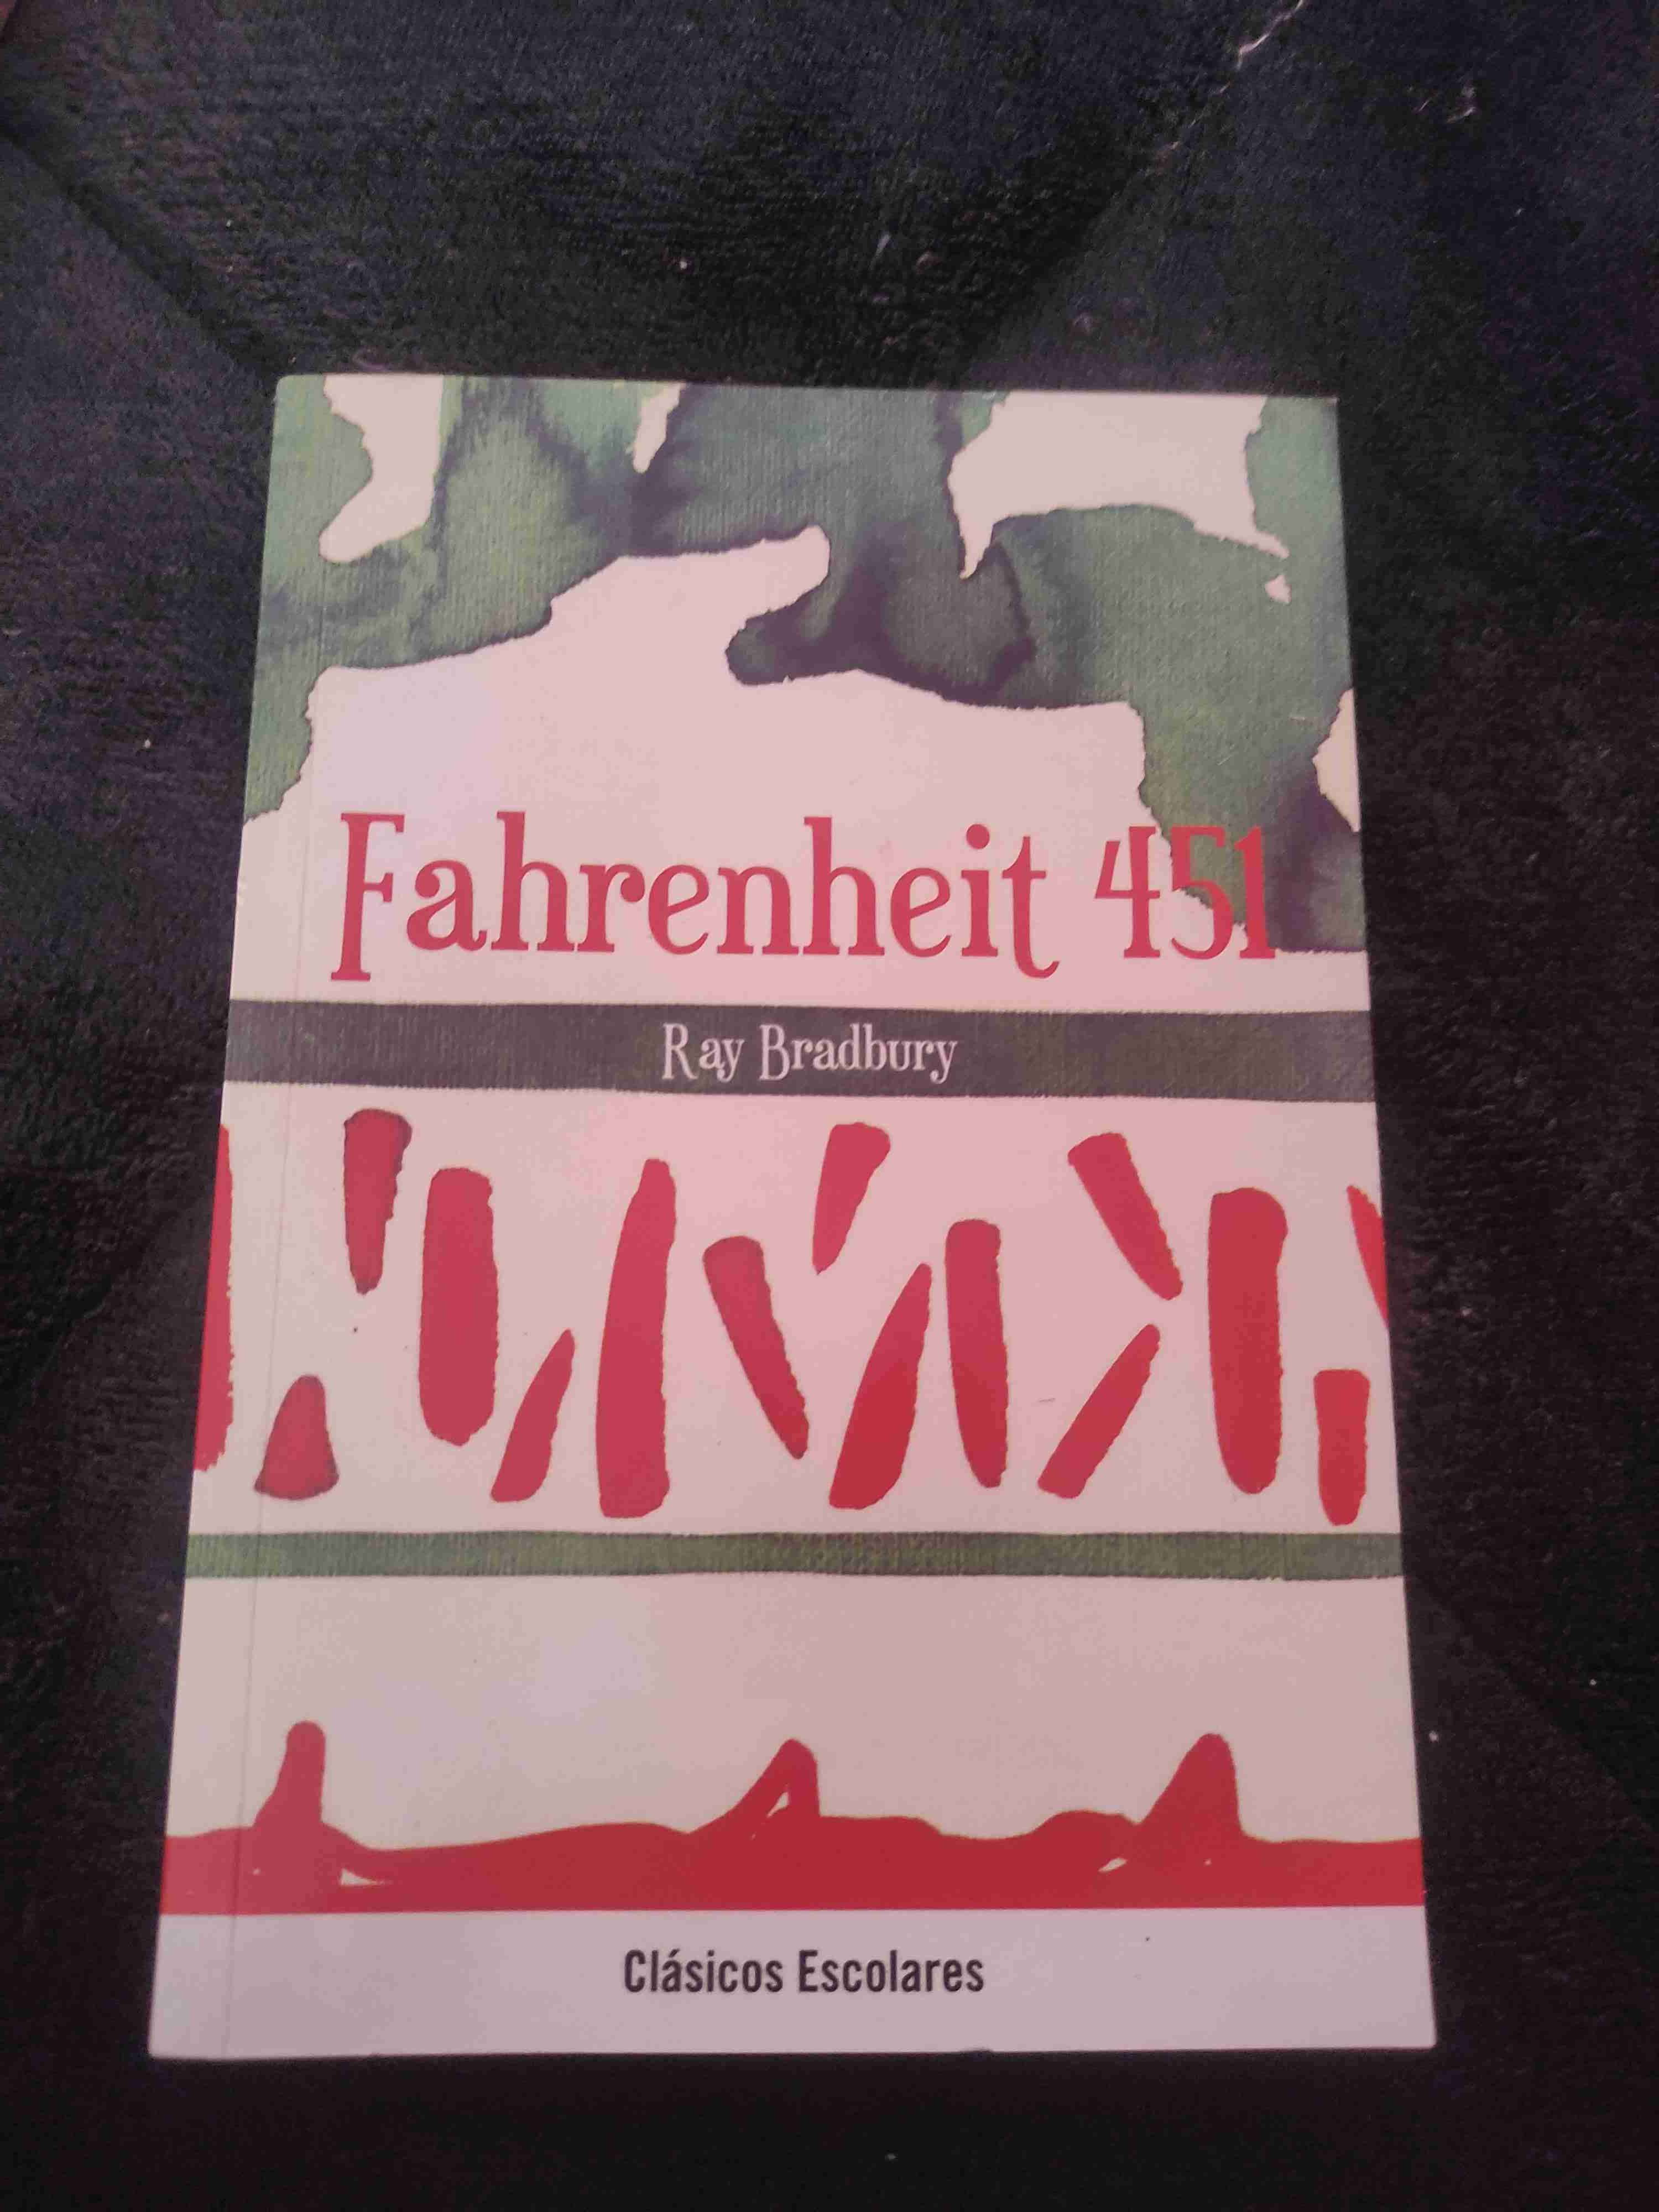 Fahrenheit 451
Ray Bradbury
Clásicos Escolares